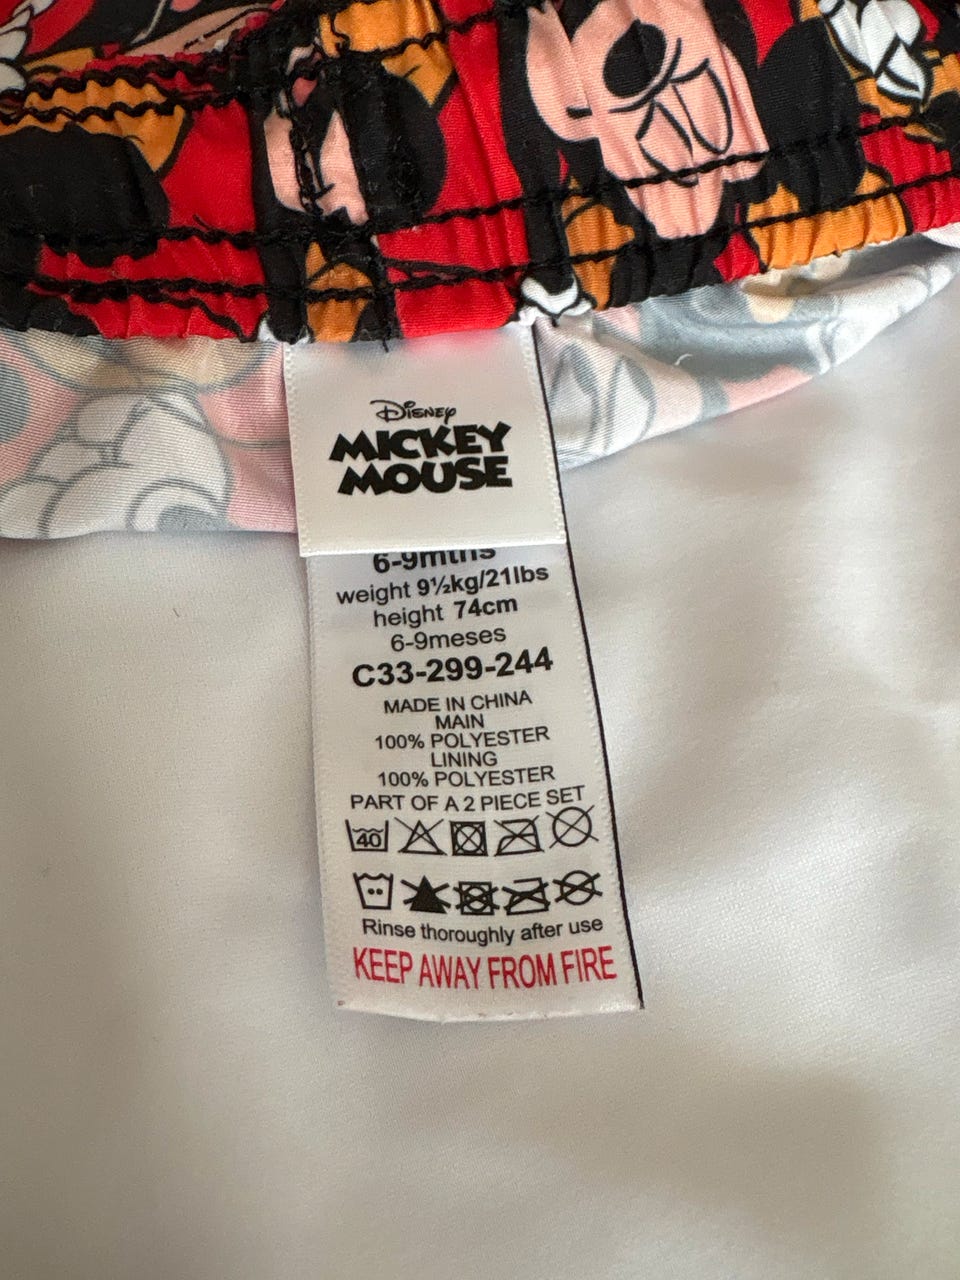 Disney
MICKEY
MOUSE
6-9mths
weight 9½kg/21lbs
height 74cm
6-9meses
C33-299-244
MADE IN CHINA
MAIN
100% POLYESTER
LINING
100% POLYESTER
PART OF A 2 PIECE SET
40
Rinse thoroughly after use
KEEP AWAY FROM FIRE